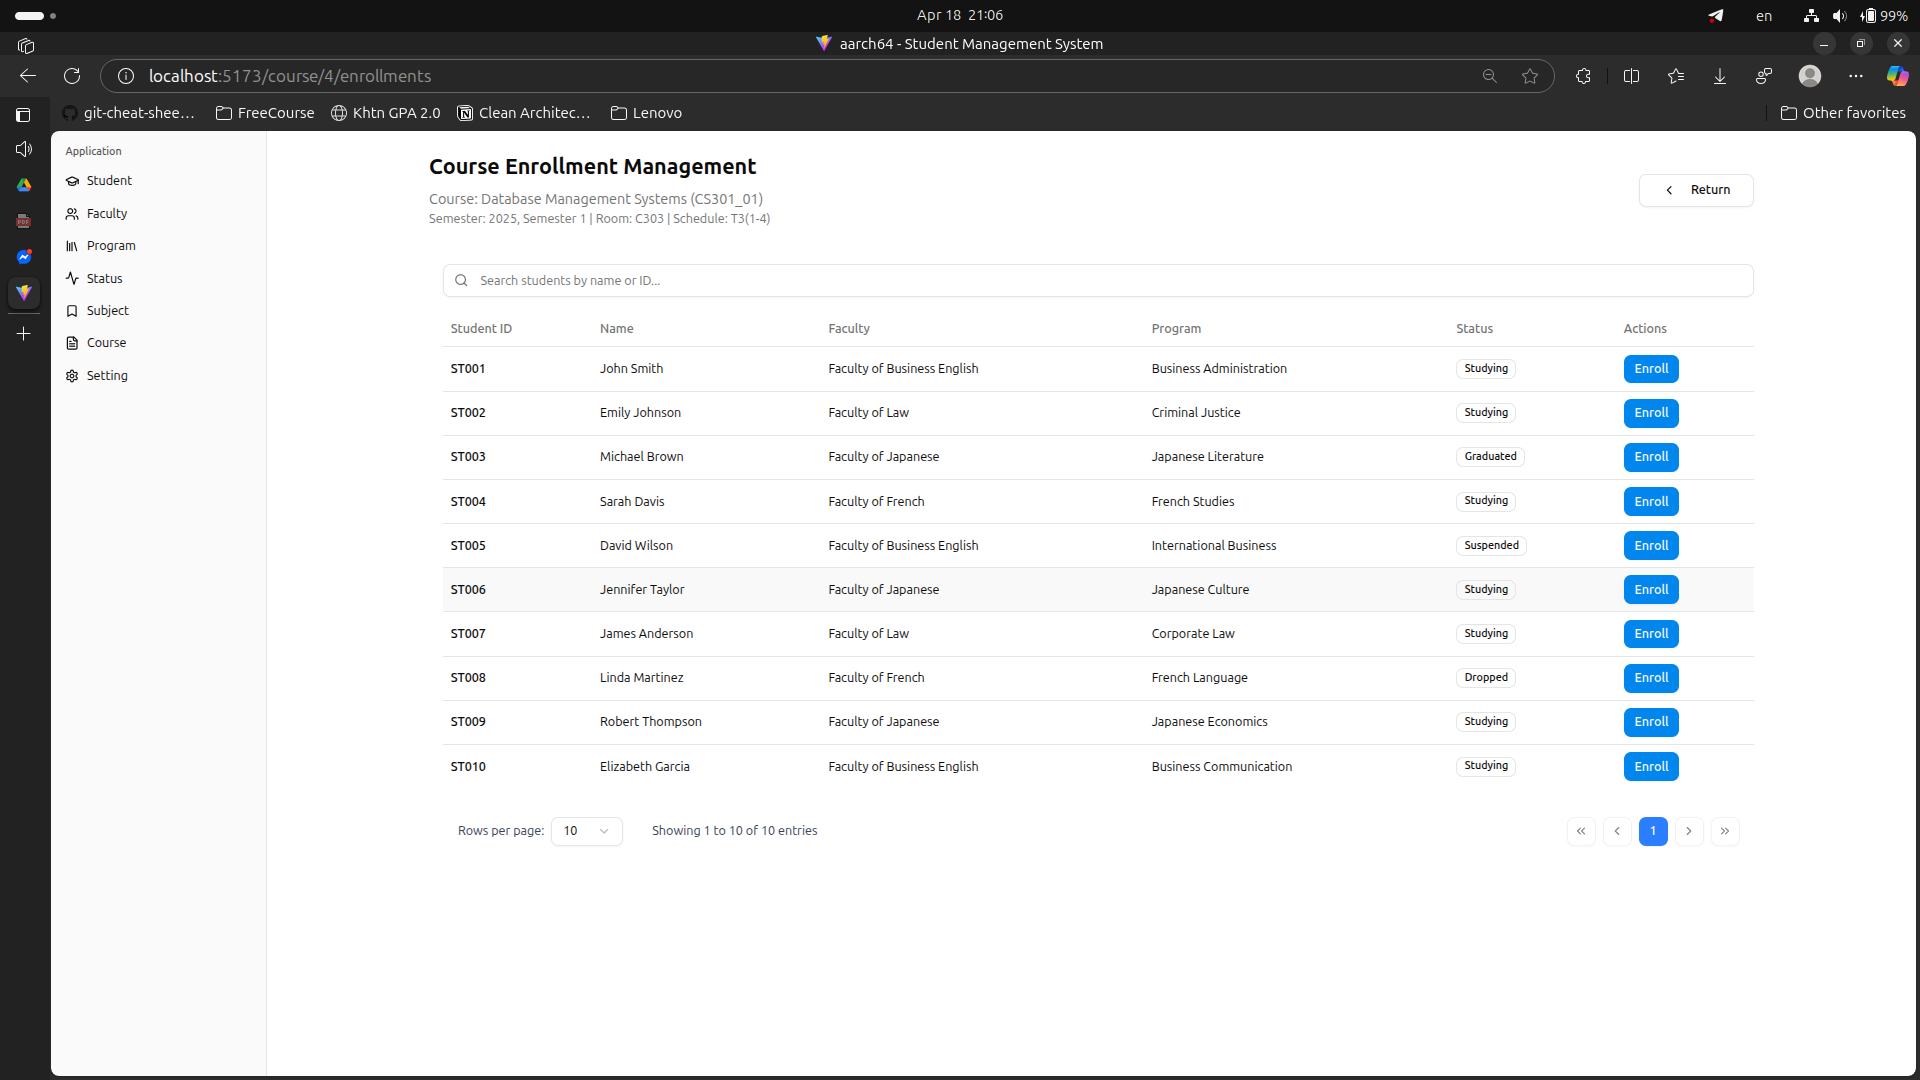 Apr 18 21:06
en
99%
aarch64 - Student Management System
localhost:5173/course/4/enrollments
git-cheat-shee... FreeCourse Khtn GPA 2.0 Clean Architec... Lenovo Other favorites
Application
Student
Faculty
Program
Status
Subject
Course
Setting
Course Enrollment Management
Course: Database Management Systems (CS301_01)
Semester: 2025, Semester 1 | Room: C303 | Schedule: T3(1-4)
Return
Search students by name or ID...
Student ID Name Faculty Program Status Actions
ST001 John Smith Faculty of Business English Business Administration Studying Enroll
ST002 Emily Johnson Faculty of Law Criminal Justice Studying Enroll
ST003 Michael Brown Faculty of Japanese Japanese Literature Graduated Enroll
ST004 Sarah Davis Faculty of French French Studies Studying Enroll
ST005 David Wilson Faculty of Business English International Business Suspended Enroll
ST006 Jennifer Taylor Faculty of Japanese Japanese Culture Studying Enroll
ST007 James Anderson Faculty of Law Corporate Law Studying Enroll
ST008 Linda Martinez Faculty of French French Language Dropped Enroll
ST009 Robert Thompson Faculty of Japanese Japanese Economics Studying Enroll
ST010 Elizabeth Garcia Faculty of Business English Business Communication Studying Enroll
Rows per page: 10 Showing 1 to 10 of 10 entries 1